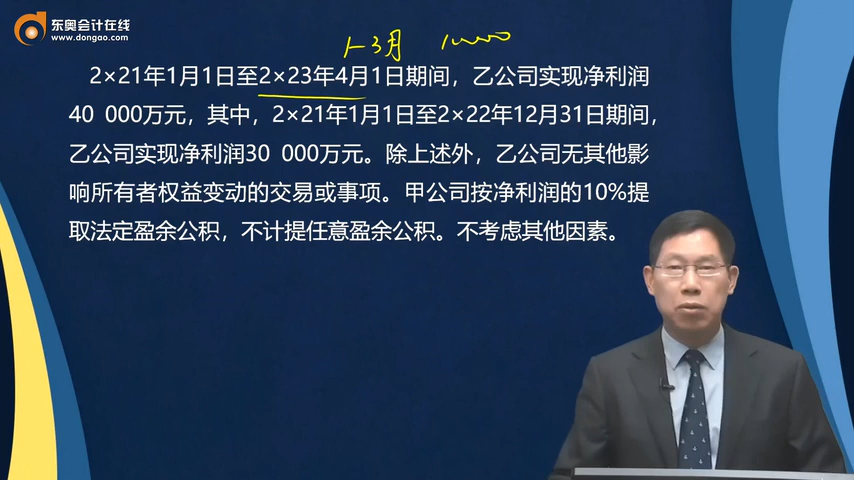 东奥会计在线
www.dongao.com
1-3月 10000
2×21年1月1日至2×23年4月1日期间，乙公司实现净利润
40 000万元，其中，2×21年1月1日至2×22年12月31日期间，
乙公司实现净利润30 000万元。除上述外，乙公司无其他影
响所有者权益变动的交易或事项。甲公司按净利润的10%提
取法定盈余公积，不计提任意盈余公积。不考虑其他因素。